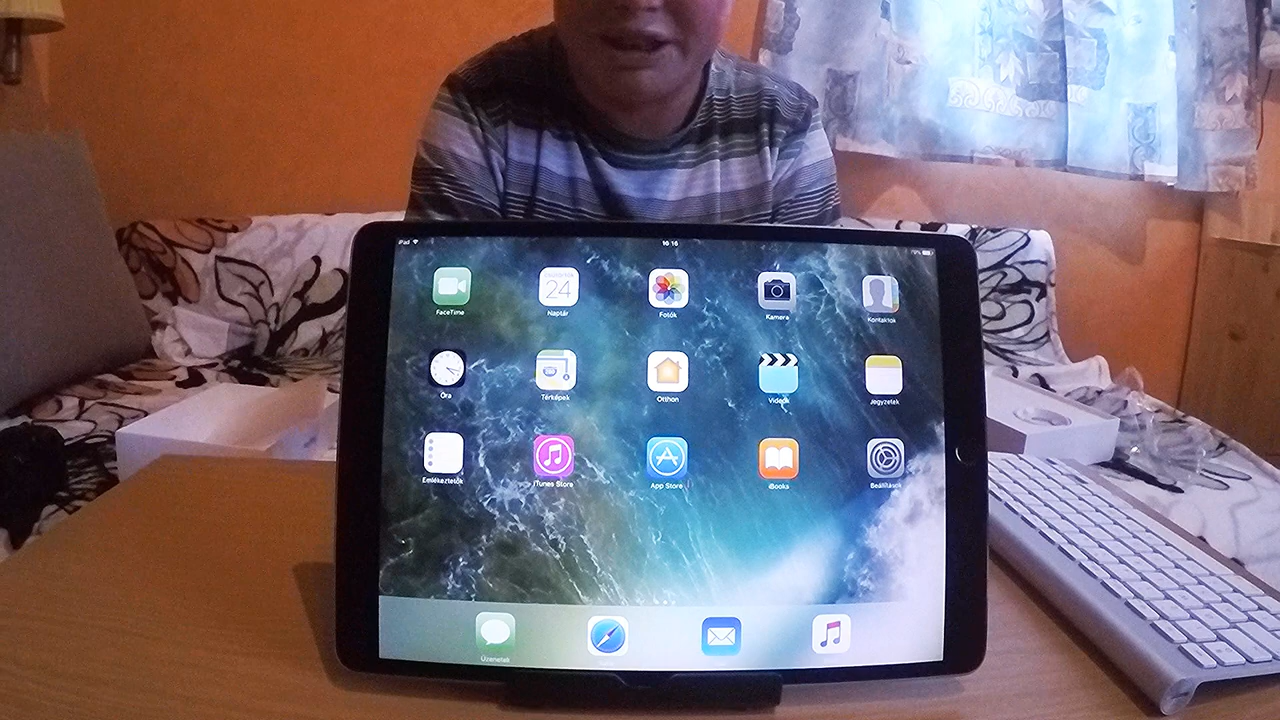 iPad 16:16
24
FaceTime Naptár Fotók Kamera Kontaktok
Óra Térképek Otthon Videók Jegyzetek
Emlékeztetők iTunes Store App Store iBooks Beállítások
Üzenetek